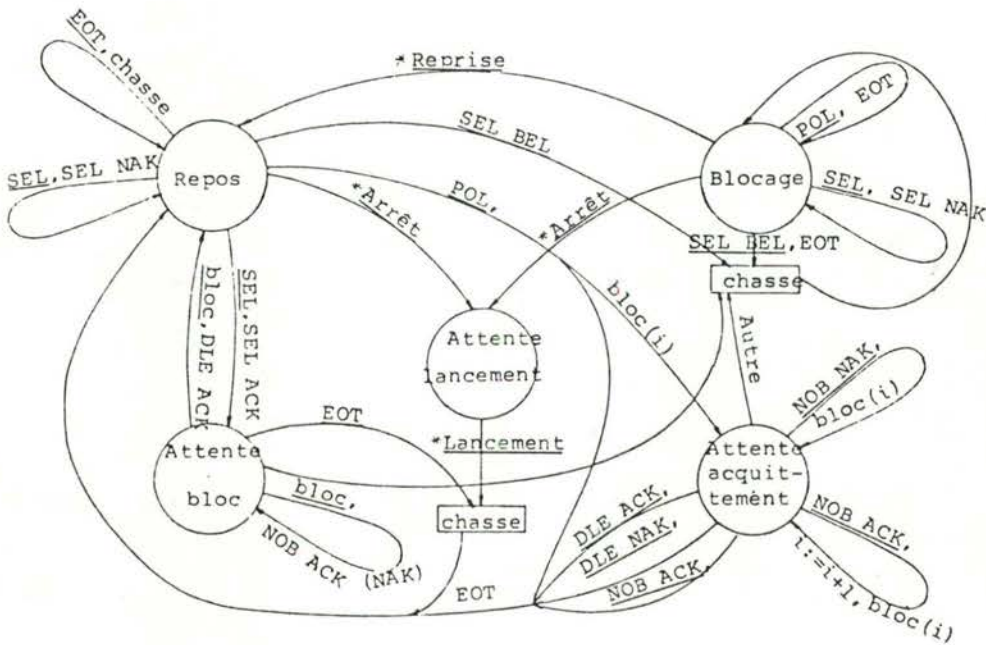 EOT, chasse
*Reprise
SEL BEL
POL, EOT
SEL, SEL NAK
Repos
Blocage
SEL, SEL NAK
POL,
*Arrêt
*Arrêt
SEL BEL, EOT
chasse
bloc, DLE ACK
SEL, SEL ACK
bloc(i)
Autre
Attente
lancement
NOB NAK,
bloc(i)
EOT
*Lancement
Attente
bloc
Attente
acquit-
tement
bloc,
NOB ACK (NAK)
chasse
DLE ACK,
DLE NAK,
NOB ACK,
NOB ACK,
i:=i+1, bloc(i)
EOT